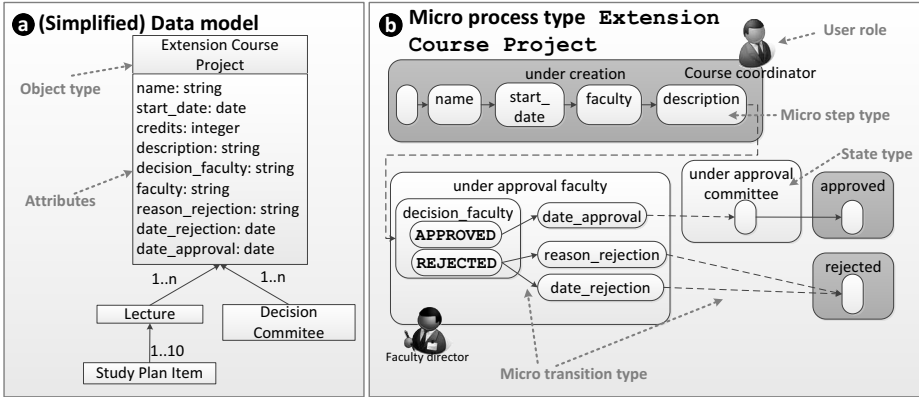 a (Simplified) Data model
Extension Course
Project
Object type
name: string
start_date: date
credits: integer
description: string
decision_faculty: string
faculty: string
reason_rejection: string
date_rejection: date
date_approval: date
Attributes
1..n
1..n
Lecture
Decision
Commitee
1..10
Study Plan Item
b Micro process type Extension
Course Project
User role
Course coordinator
under creation
name
start_
date
faculty
description
Micro step type
State type
under approval faculty
decision_faculty
APPROVED
REJECTED
date_approval
reason_rejection
date_rejection
under approval
committee
approved
rejected
Faculty director
Micro transition type